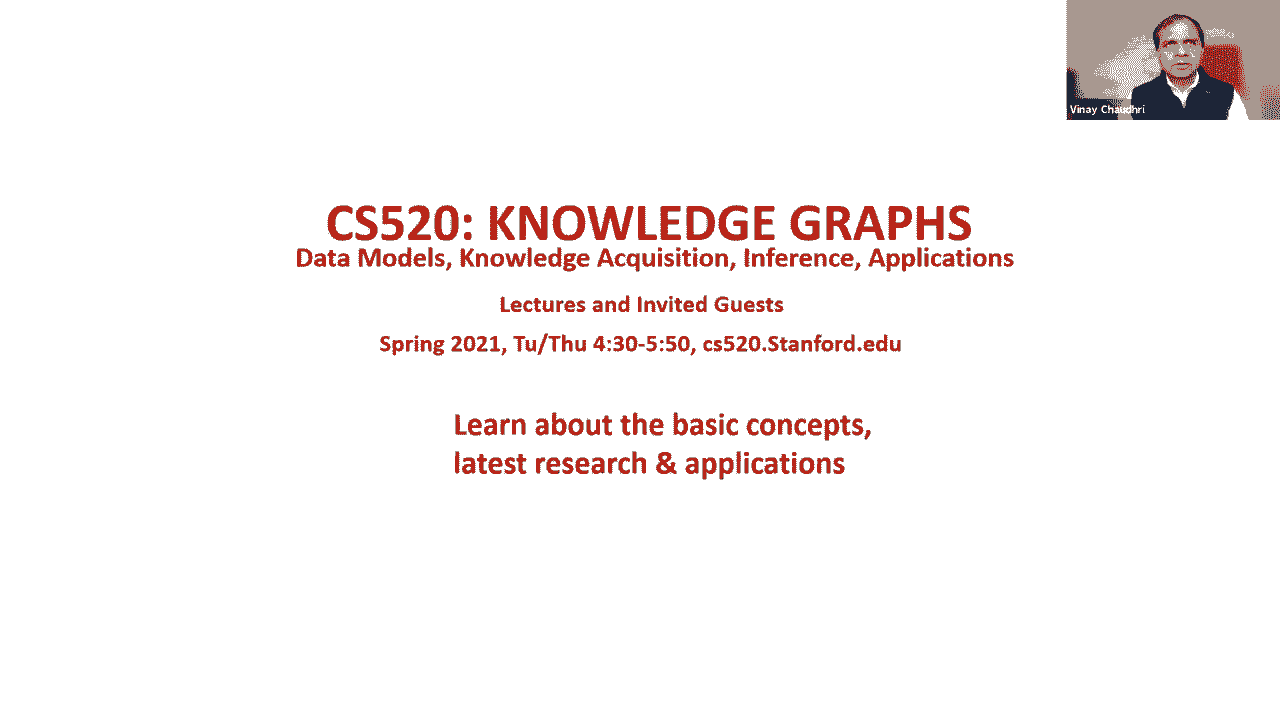 Vinay Chaudhri
CS520: KNOWLEDGE GRAPHS
Data Models, Knowledge Acquisition, Inference, Applications
Lectures and Invited Guests
Spring 2021, Tu/Thu 4:30-5:50, cs520.Stanford.edu
Learn about the basic concepts,
latest research & applications